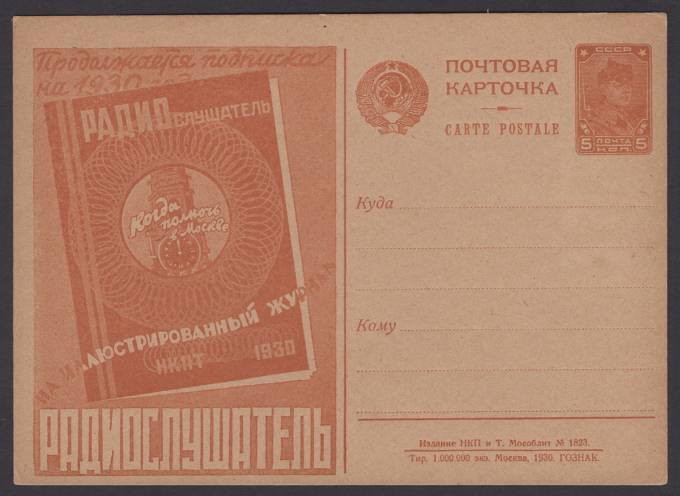 Продолжается подписка
на 1930 год
РАДИОСЛУШАТЕЛЬ
Когда
полночь
в Москве
НА ИЛЛЮСТРИРОВАННЫЙ ЖУРНАЛ
НКПТ 1930
РАДИОСЛУШАТЕЛЬ
ПОЧТОВАЯ
КАРТОЧКА
CARTE POSTALE
СССР
5 ПОЧТА 5
КОП.
Куда
Кому
Издание НКП и Т. Мособлит № 1823.
Тир. 1.000.000 экз. Москва, 1930. ГОЗНАК.